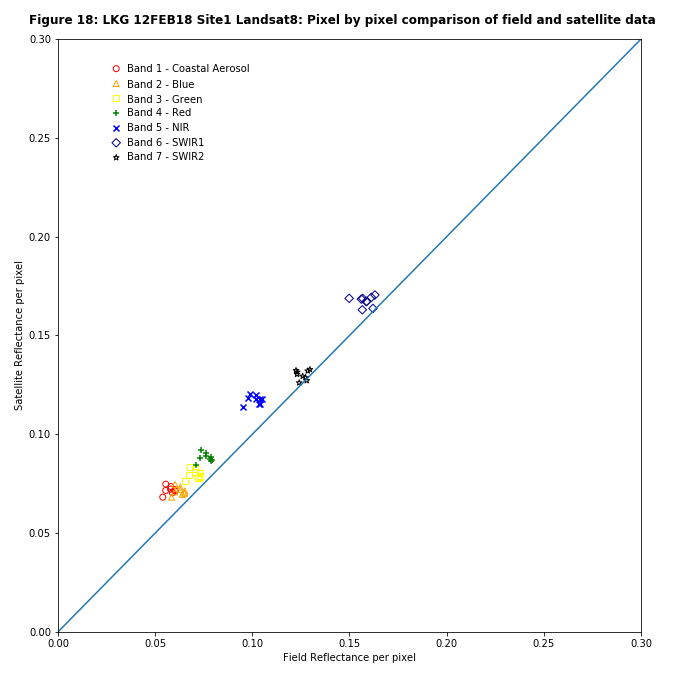 Figure 18: LKG 12FEB18 Site1 Landsat8: Pixel by pixel comparison of field and satellite data
Band 1 - Coastal Aerosol
Band 2 - Blue
Band 3 - Green
Band 4 - Red
Band 5 - NIR
Band 6 - SWIR1
Band 7 - SWIR2
0.30
0.25
0.20
0.15
0.10
0.05
0.00
Satellite Reflectance per pixel
0.00 0.05 0.10 0.15 0.20 0.25 0.30
Field Reflectance per pixel